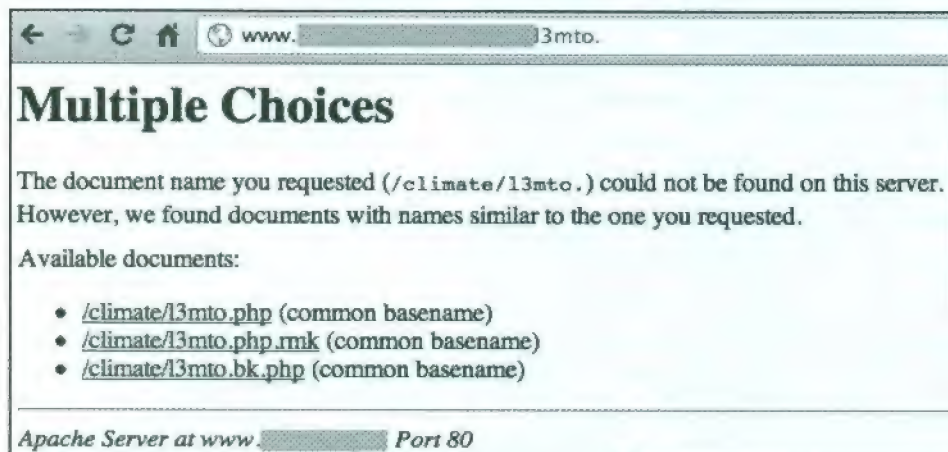 www. l3mto.
Multiple Choices
The document name you requested (/climate/l3mto.) could not be found on this server.
However, we found documents with names similar to the one you requested.
Available documents:
• /climate/l3mto.php (common basename)
• /climate/l3mto.php.rmk (common basename)
• /climate/l3mto.bk.php (common basename)
Apache Server at www. Port 80